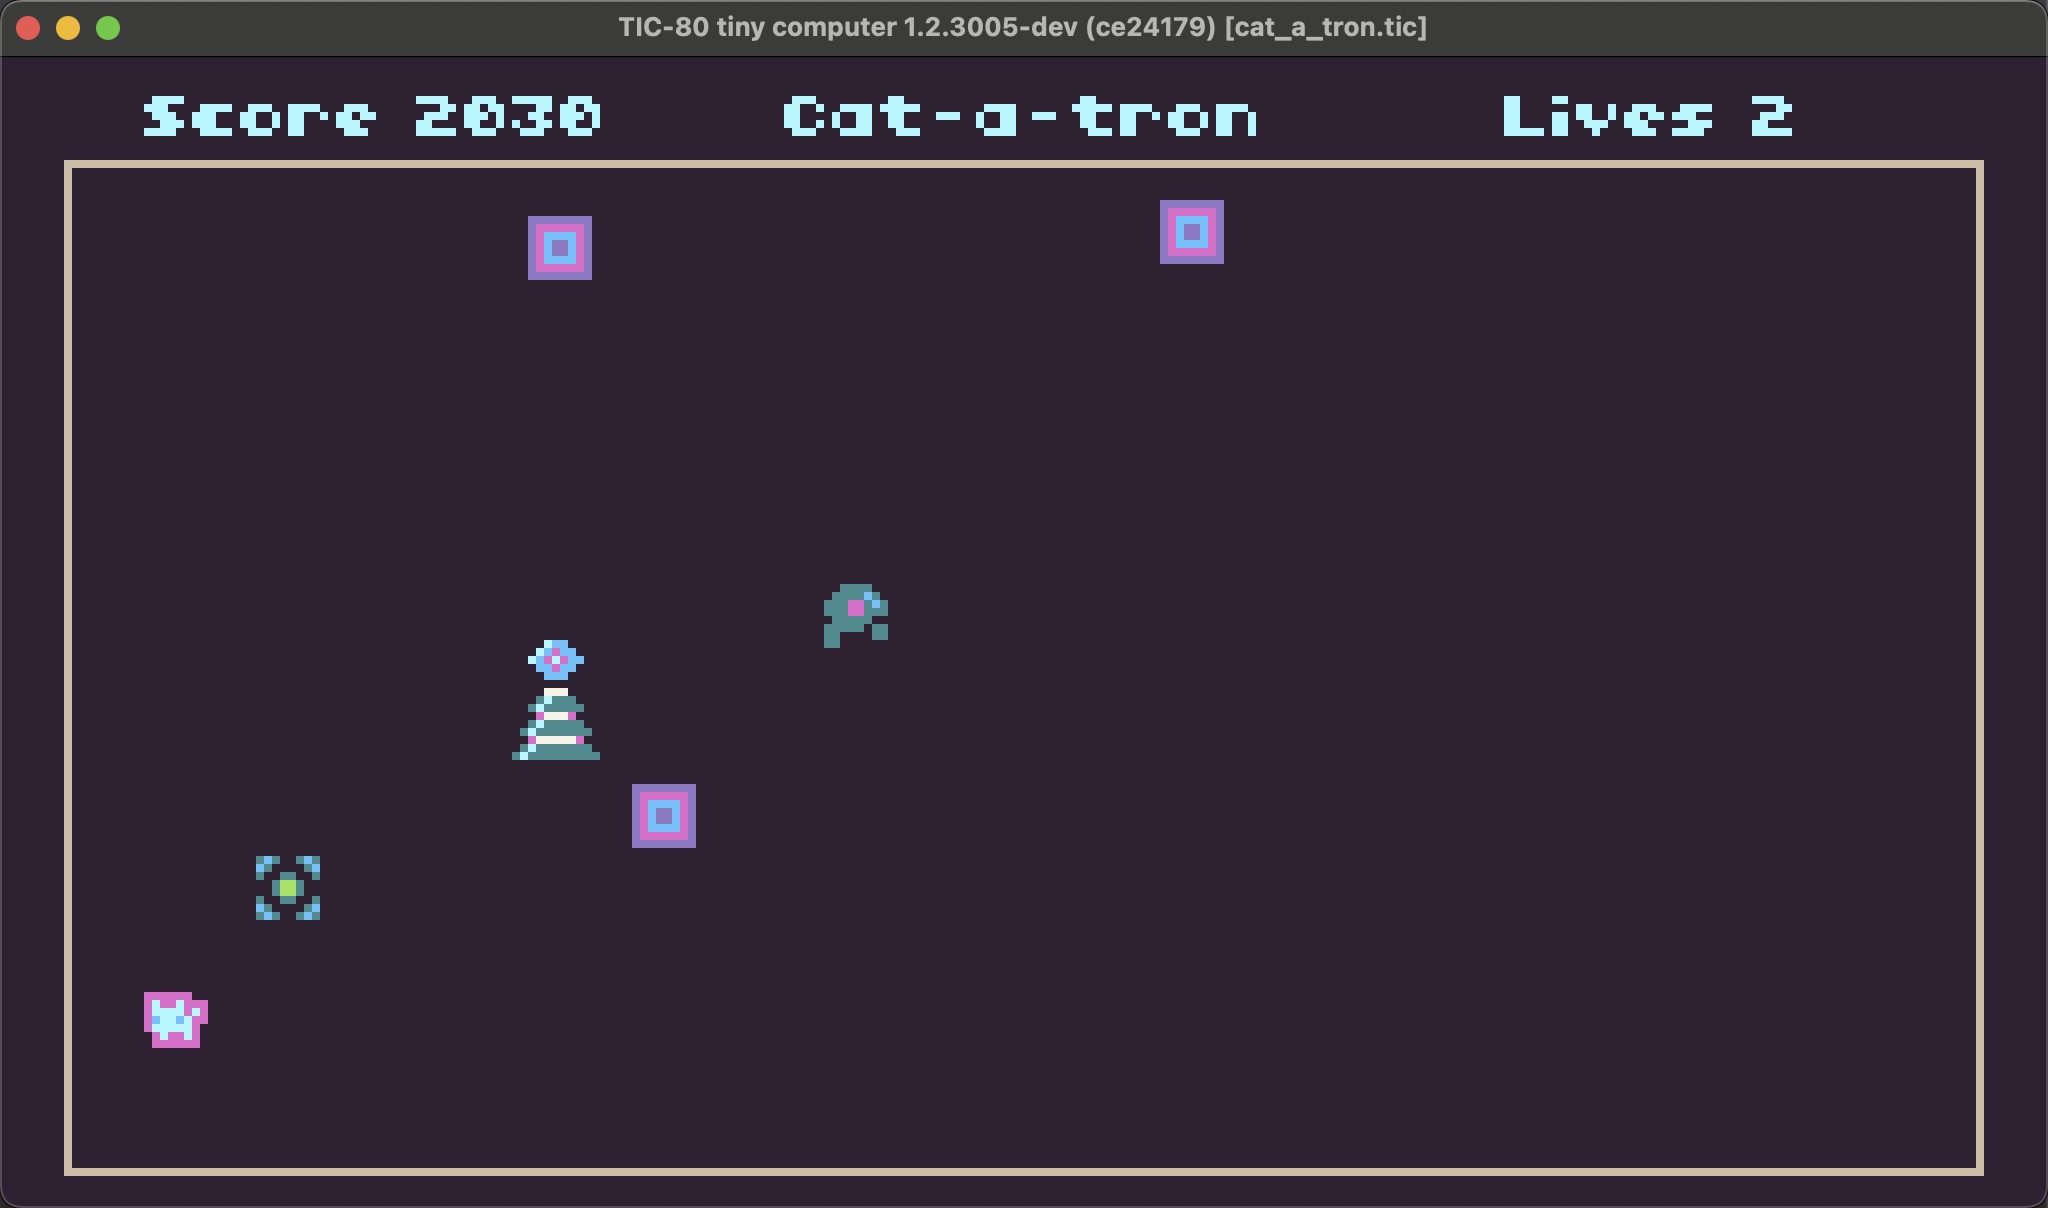 TIC-80 tiny computer 1.2.3005-dev (ce24179) [cat_a_tron.tic]
Score 2030 Cat-a-tron Lives 2